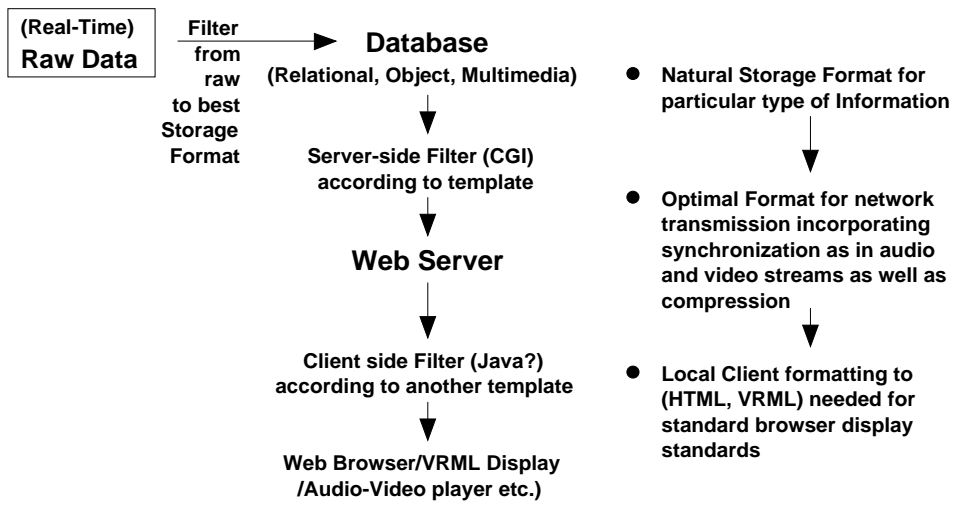 (Real-Time)
Raw Data
Filter
from
raw
to best
Storage
Format
Database
(Relational, Object, Multimedia)
Server-side Filter (CGI)
according to template
Web Server
Client side Filter (Java?)
according to another template
Web Browser/VRML Display
/Audio-Video player etc.)
● Natural Storage Format for
particular type of Information
● Optimal Format for network
transmission incorporating
synchronization as in audio
and video streams as well as
compression
● Local Client formatting to
(HTML, VRML) needed for
standard browser display
standards